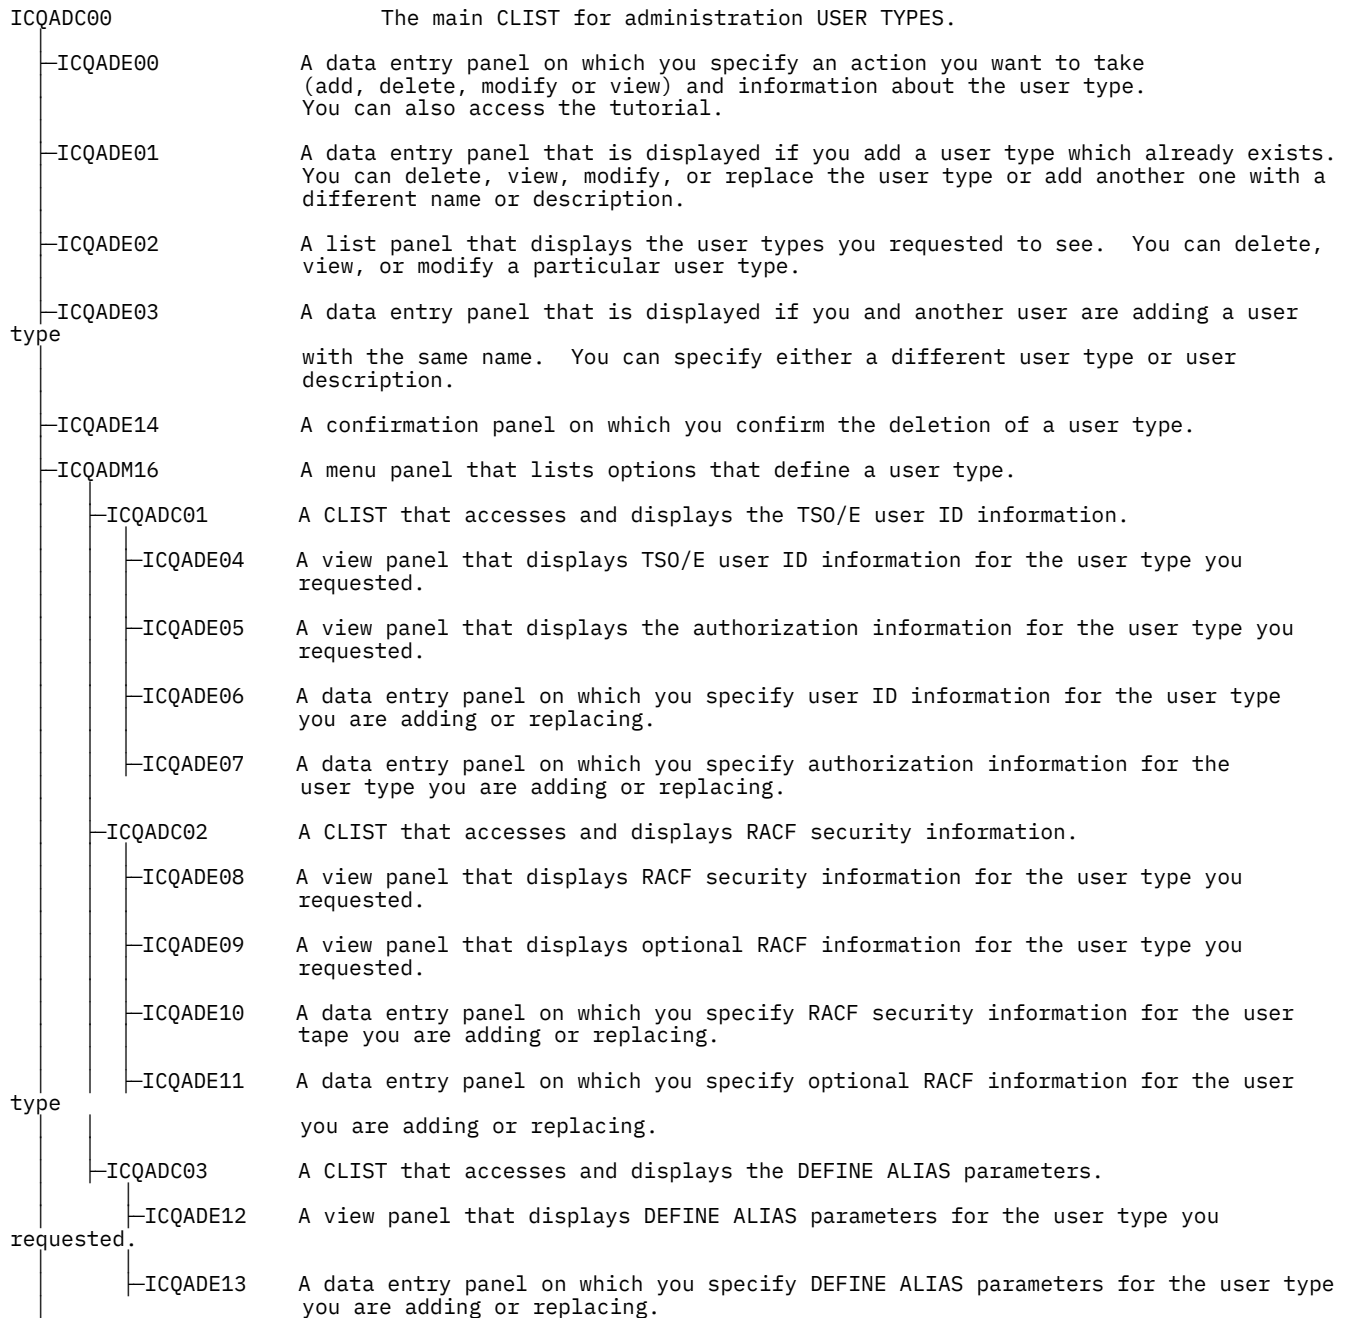 ICQADC00 The main CLIST for administration USER TYPES.
ICQADE00 A data entry panel on which you specify an action you want to take
(add, delete, modify or view) and information about the user type.
You can also access the tutorial.
ICQADE01 A data entry panel that is displayed if you add a user type which already exists.
You can delete, view, modify, or replace the user type or add another one with a
different name or description.
ICQADE02 A list panel that displays the user types you requested to see. You can delete,
view, or modify a particular user type.
ICQADE03 A data entry panel that is displayed if you and another user are adding a user
type
with the same name. You can specify either a different user type or user
description.
ICQADE14 A confirmation panel on which you confirm the deletion of a user type.
ICQADM16 A menu panel that lists options that define a user type.
ICQADC01 A CLIST that accesses and displays the TSO/E user ID information.
ICQADE04 A view panel that displays TSO/E user ID information for the user type you
requested.
ICQADE05 A view panel that displays the authorization information for the user type you
requested.
ICQADE06 A data entry panel on which you specify user ID information for the user type
you are adding or replacing.
ICQADE07 A data entry panel on which you specify authorization information for the
user type you are adding or replacing.
ICQADC02 A CLIST that accesses and displays RACF security information.
ICQADE08 A view panel that displays RACF security information for the user type you
requested.
ICQADE09 A view panel that displays optional RACF information for the user type you
requested.
ICQADE10 A data entry panel on which you specify RACF security information for the user
tape you are adding or replacing.
ICQADE11 A data entry panel on which you specify optional RACF information for the user
type
you are adding or replacing.
ICQADC03 A CLIST that accesses and displays the DEFINE ALIAS parameters.
ICQADE12 A view panel that displays DEFINE ALIAS parameters for the user type you
requested.
ICQADE13 A data entry panel on which you specify DEFINE ALIAS parameters for the user type
you are adding or replacing.